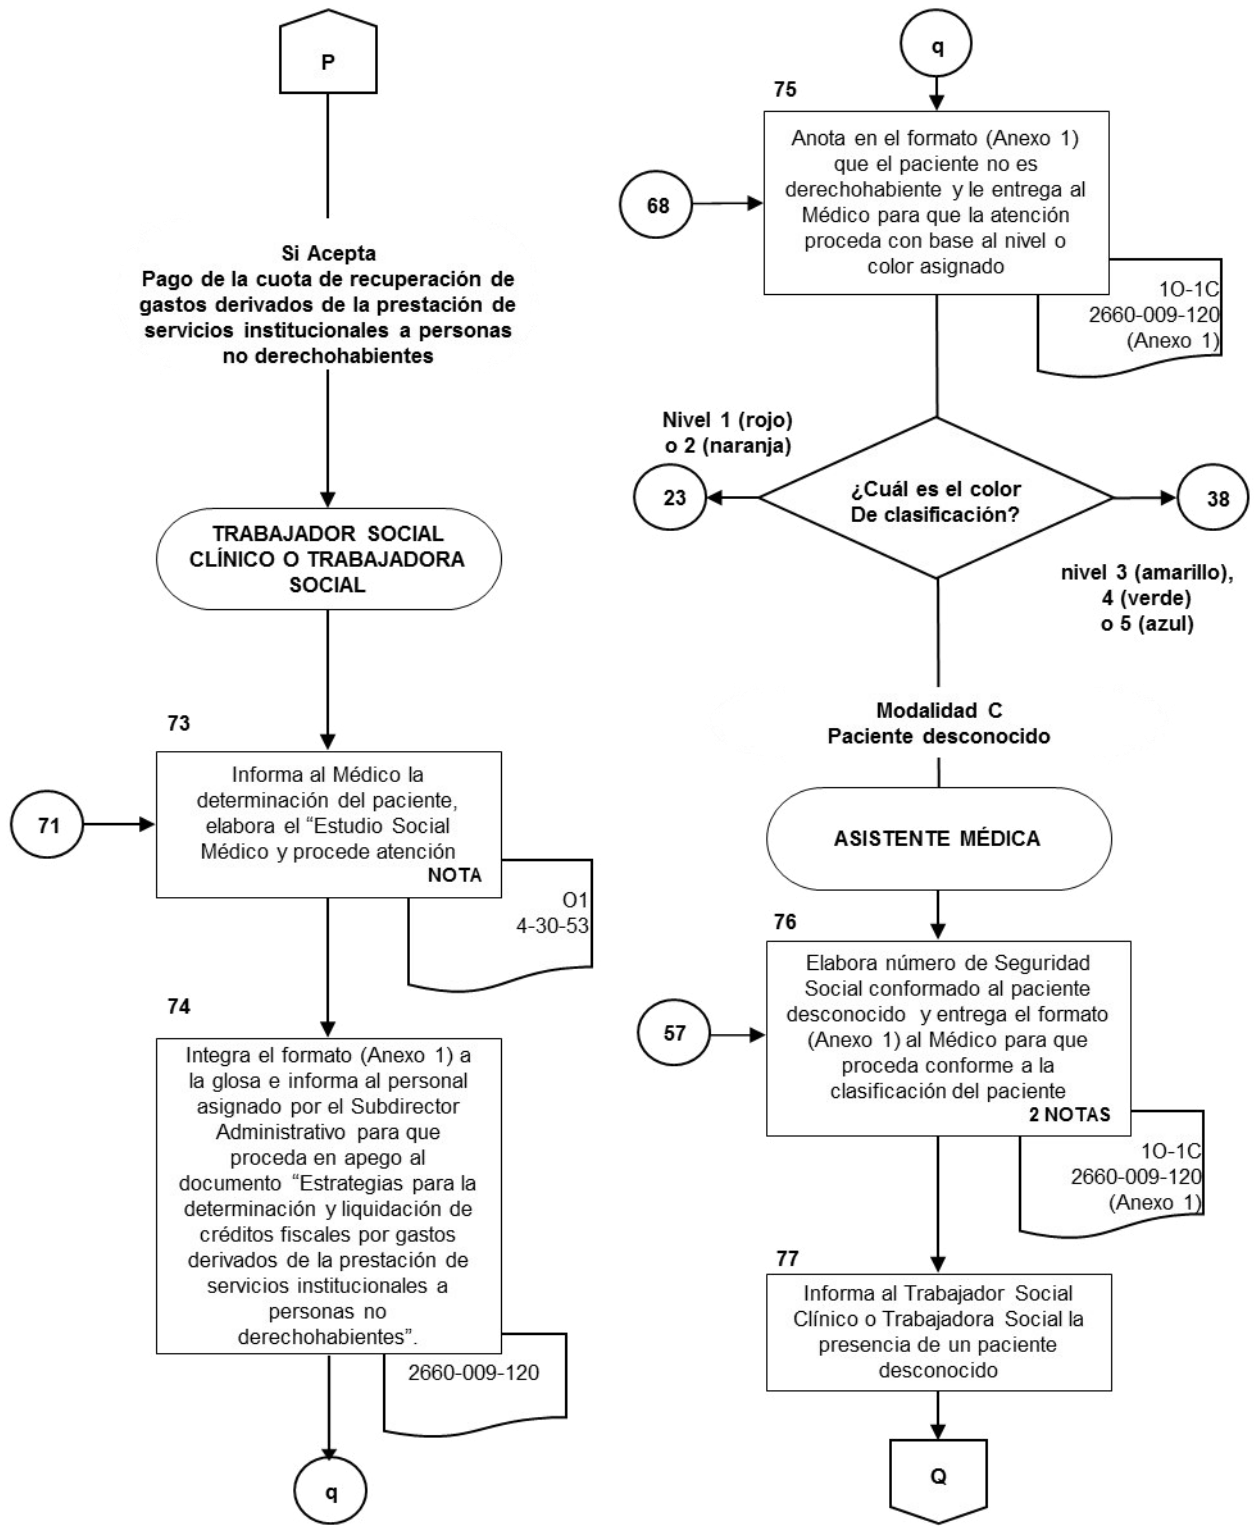 P
Si Acepta
Pago de la cuota de recuperación de
gastos derivados de la prestación de
servicios institucionales a personas
no derechohabientes
TRABAJADOR SOCIAL
CLÍNICO O TRABAJADORA
SOCIAL
73
Informa al Médico la
determinación del paciente,
elabora el “Estudio Social
Médico y procede atención
NOTA
71
O1
4-30-53
74
Integra el formato (Anexo 1) a
la glosa e informa al personal
asignado por el Subdirector
Administrativo para que
proceda en apego al
documento “Estrategias para la
determinación y liquidación de
créditos fiscales por gastos
derivados de la prestación de
servicios institucionales a
personas no
derechohabientes”.
2660-009-120
q
q
75
Anota en el formato (Anexo 1)
que el paciente no es
derechohabiente y le entrega al
Médico para que la atención
proceda con base al nivel o
color asignado
68
1O-1C
2660-009-120
(Anexo 1)
Nivel 1 (rojo)
o 2 (naranja)
23
¿Cuál es el color
De clasificación?
38
nivel 3 (amarillo),
4 (verde)
o 5 (azul)
Modalidad C
Paciente desconocido
ASISTENTE MÉDICA
76
Elabora número de Seguridad
Social conformado al paciente
desconocido y entrega el formato
(Anexo 1) al Médico para que
proceda conforme a la
clasificación del paciente
2 NOTAS
57
1O-1C
2660-009-120
(Anexo 1)
77
Informa al Trabajador Social
Clínico o Trabajadora Social la
presencia de un paciente
desconocido
Q